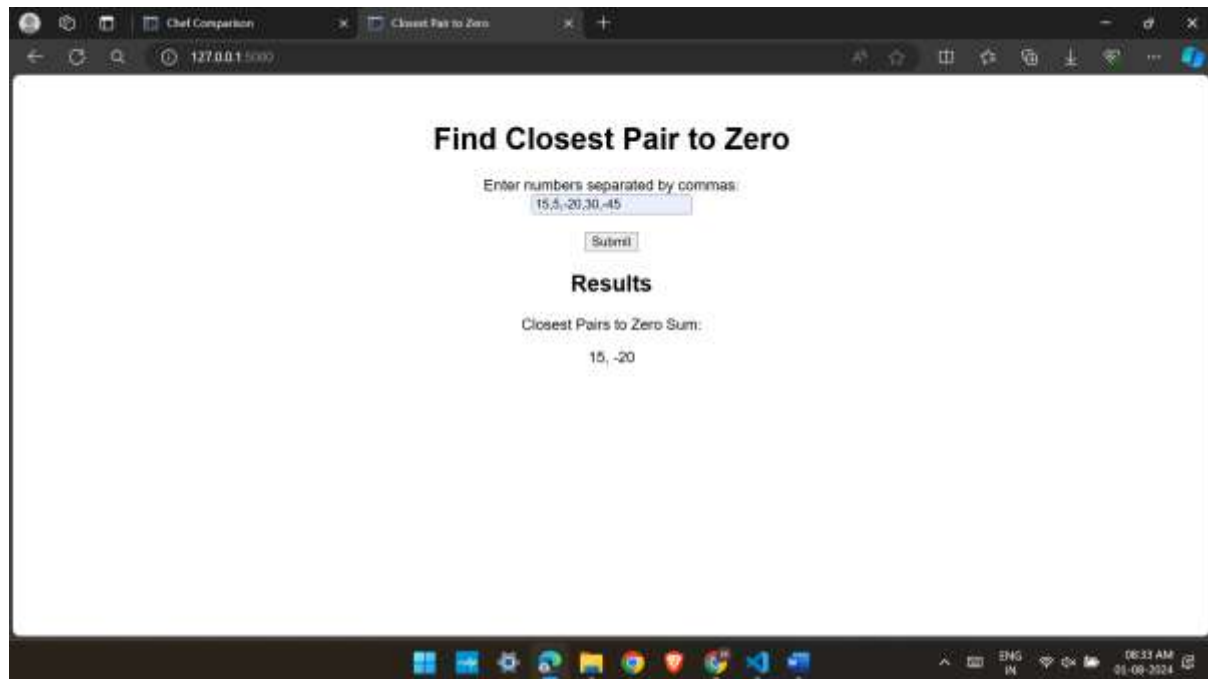 Chef Comparison
Closest Pair to Zero
127.0.0.1:5000
Find Closest Pair to Zero
Enter numbers separated by commas:
15,5,-20,30,-45
Submit
Results
Closest Pairs to Zero Sum:
15, -20
ENG
IN
08:33 AM
01-08-2024